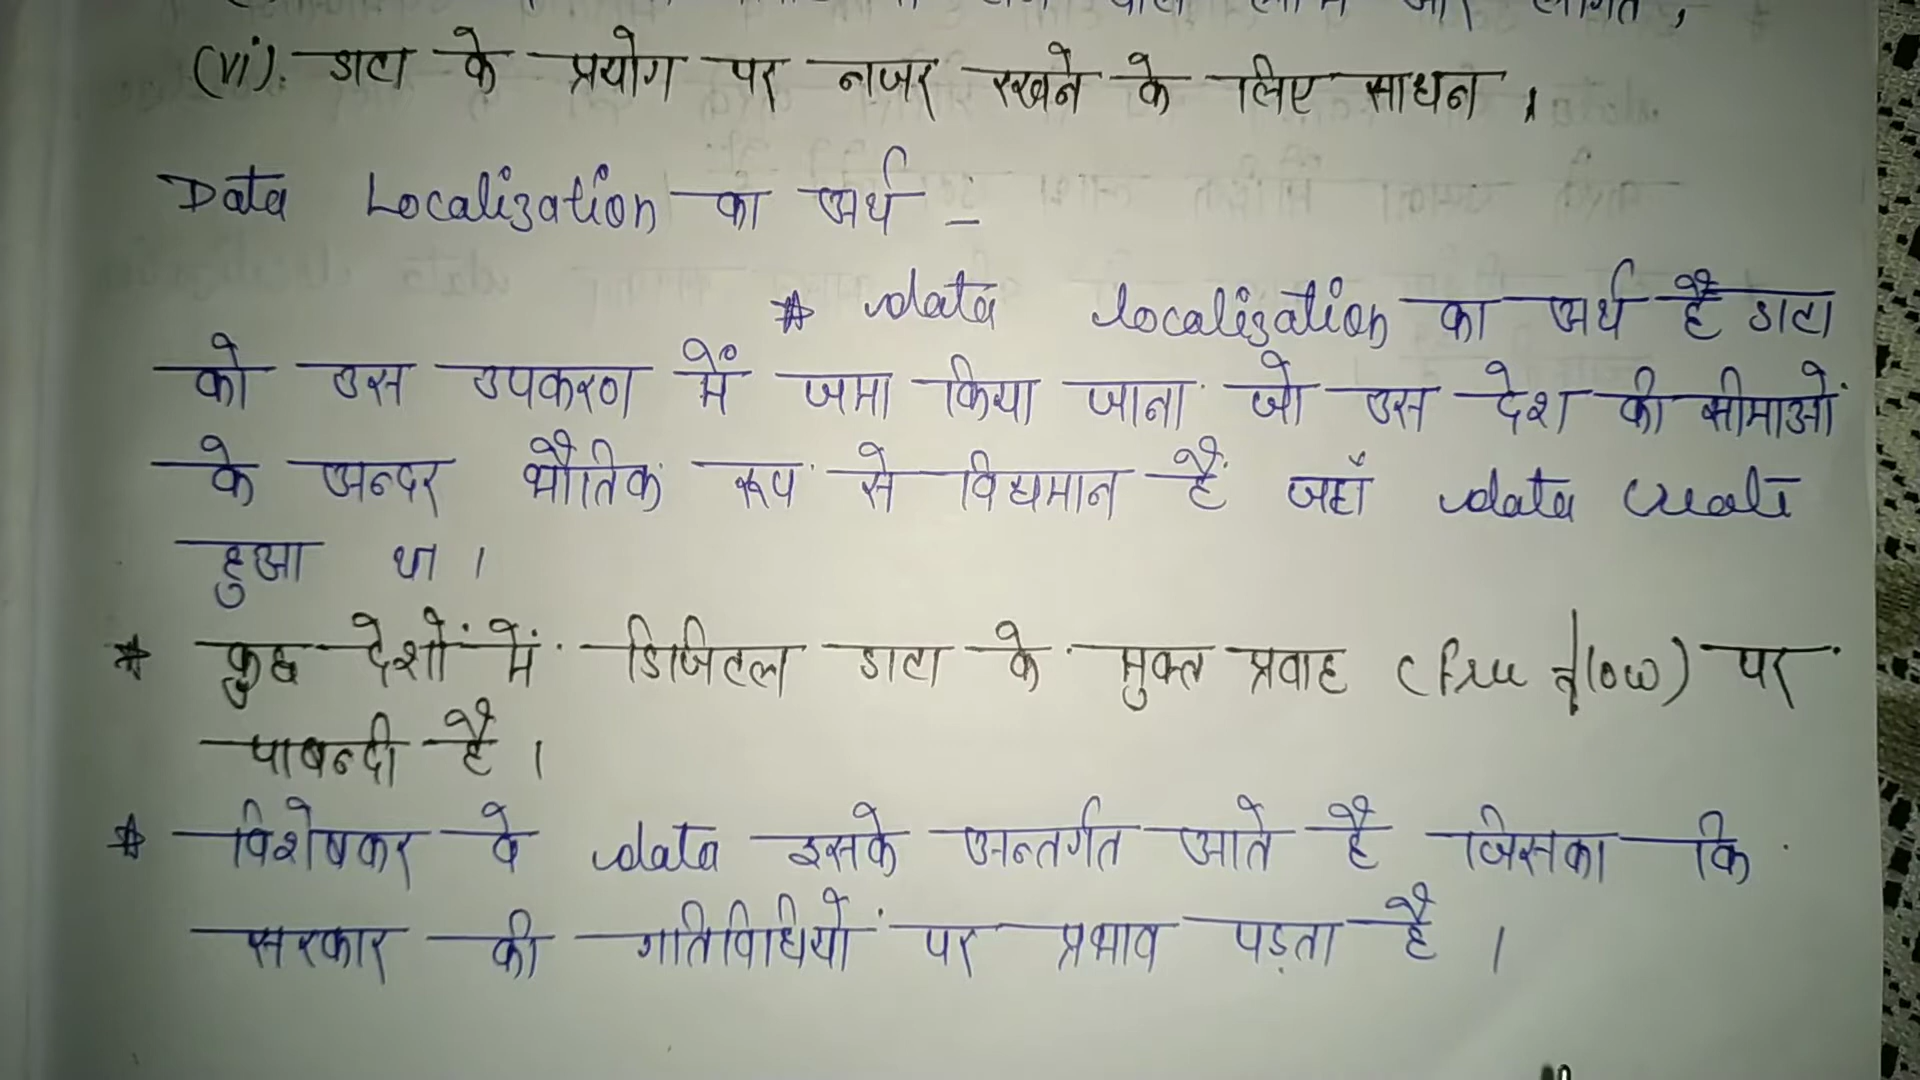 लाभ और लागत,
(vi). डाटा के प्रयोग पर नजर रखने के लिए साधन ।
Data Localization का अर्थ -
* data localization का अर्थ है डाटा
को उस उपकरण में जमा किया जाना जो उस देश की सीमाओं
के अन्दर भौतिक रूप से विद्यमान हैं जहाँ data create
हुआ था ।
* कुछ देशों में डिजिटल डाटा के मुक्त प्रवाह (free flow) पर
पाबन्दी है ।
* विशेषकर वे data इसके अन्तर्गत आते है जिसका कि
सरकार की गतिविधियों पर प्रभाव पड़ता है ।